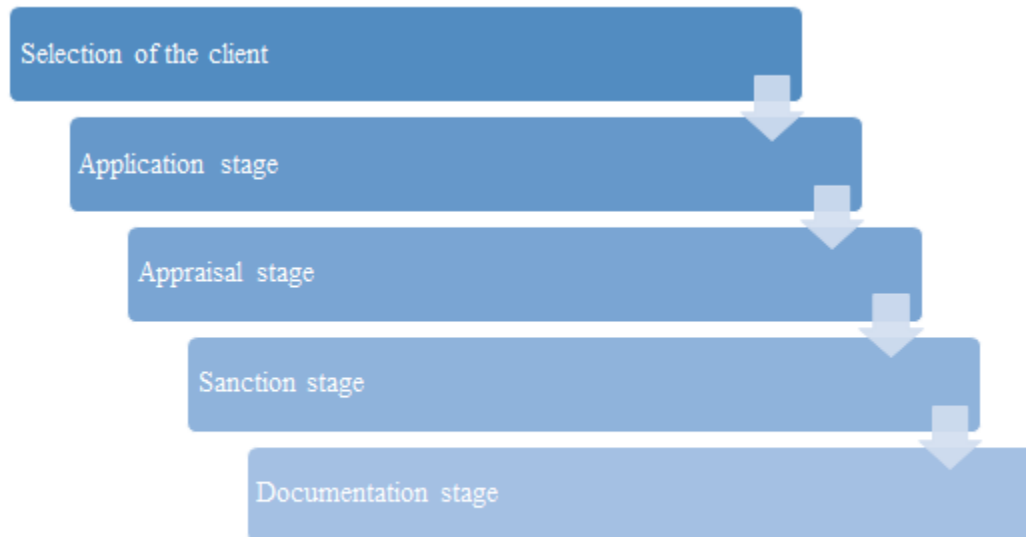 Selection of the client
Application stage
Appraisal stage
Sanction stage
Documentation stage